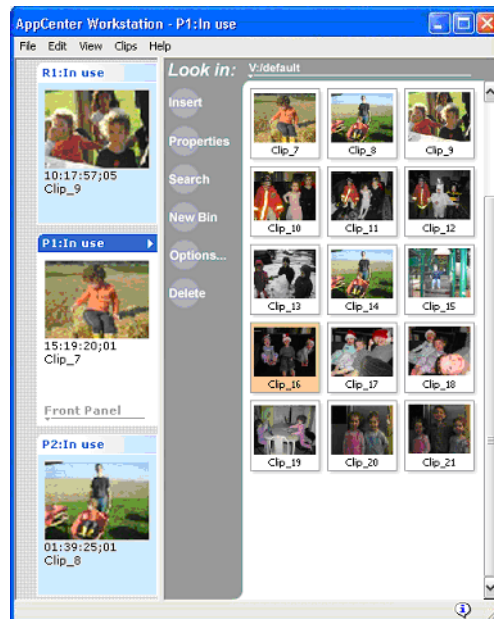 AppCenter Workstation - P1:In use
File Edit View Clips Help
R1:In use
10:17:57;05
Clip_9
P1:In use
15:19:20;01
Clip_7
Front Panel
P2:In use
01:39:25;01
Clip_8
Look in: V:/default
Insert
Properties
Search
New Bin
Options...
Delete
Clip_7 Clip_8 Clip_9
Clip_10 Clip_11 Clip_12
Clip_13 Clip_14 Clip_15
Clip_16 Clip_17 Clip_18
Clip_19 Clip_20 Clip_21